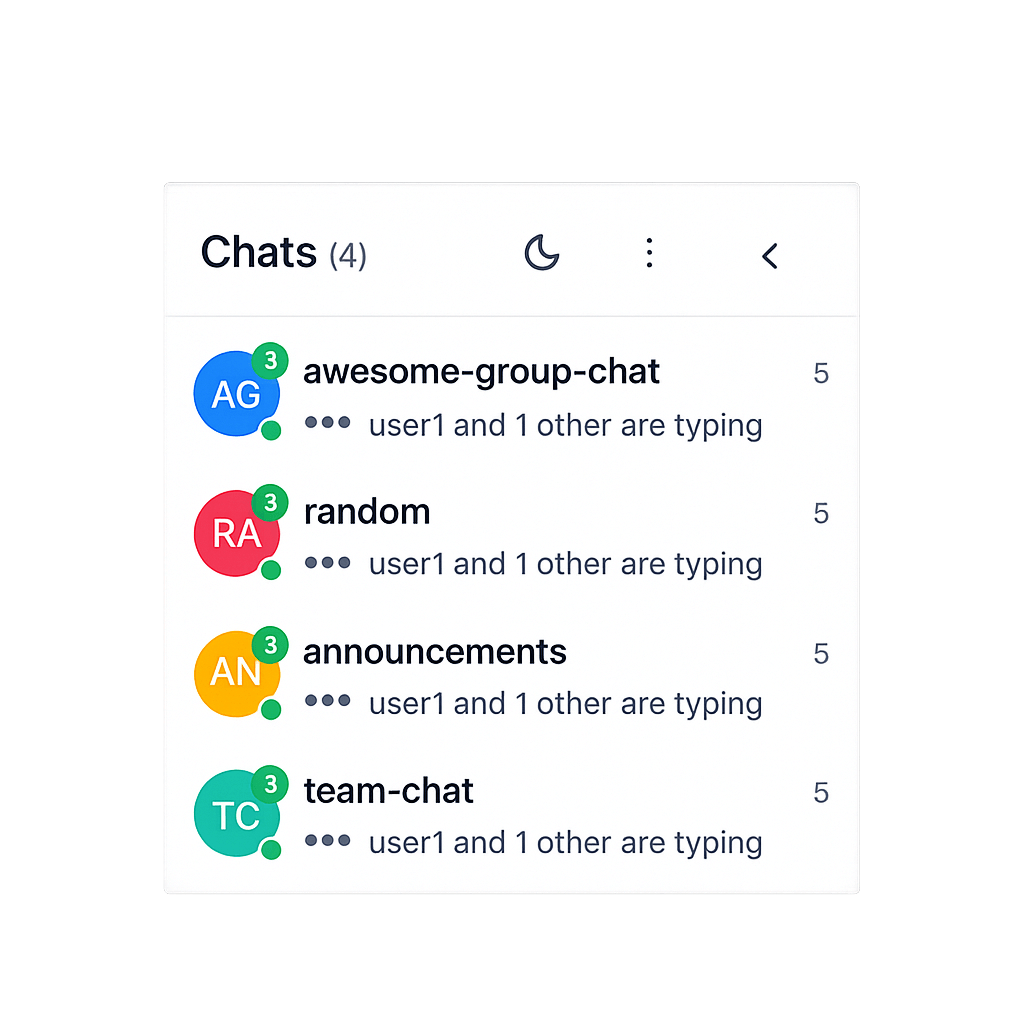 Chats (4)
3
AG
awesome-group-chat
5
user1 and 1 other are typing
3
RA
random
5
user1 and 1 other are typing
3
AN
announcements
5
user1 and 1 other are typing
3
TC
team-chat
5
user1 and 1 other are typing